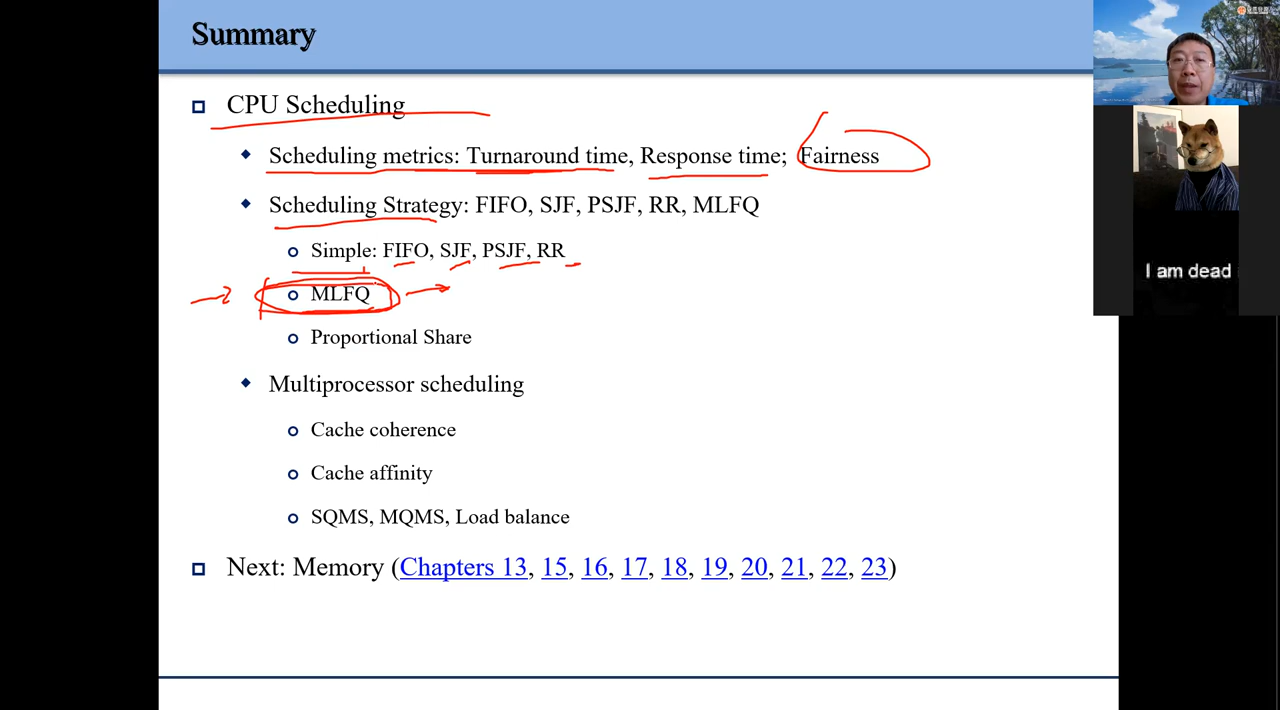 Summary
CPU Scheduling
Scheduling metrics: Turnaround time, Response time; Fairness
Scheduling Strategy: FIFO, SJF, PSJF, RR, MLFQ
Simple: FIFO, SJF, PSJF, RR
MLFQ
Proportional Share
Multiprocessor scheduling
Cache coherence
Cache affinity
SQMS, MQMS, Load balance
Next: Memory (Chapters 13, 15, 16, 17, 18, 19, 20, 21, 22, 23)
I am dead